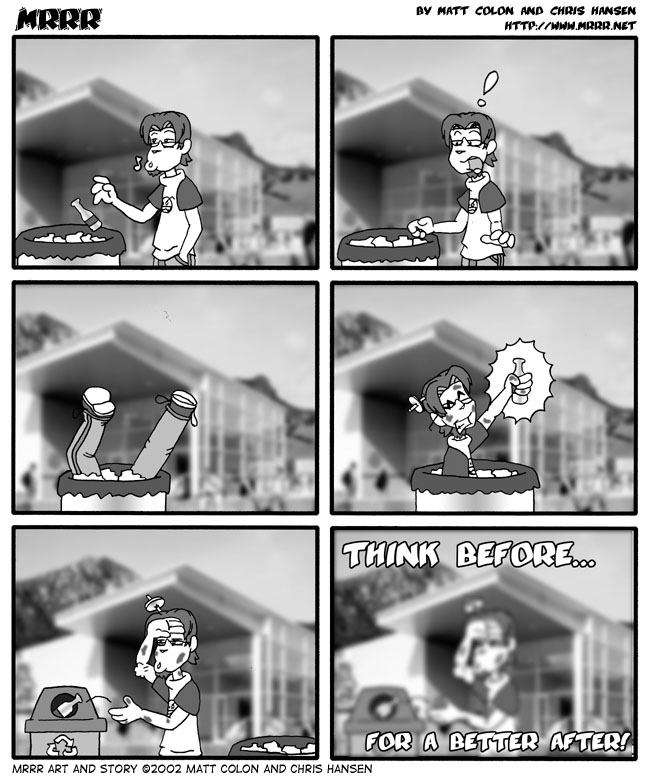 MRRR
BY MATT COLON AND CHRIS HANSEN
HTTP://WWW.MRRR.NET
!
THINK BEFORE...
FOR A BETTER AFTER!
MRRR ART AND STORY ©2002 MATT COLON AND CHRIS HANSEN